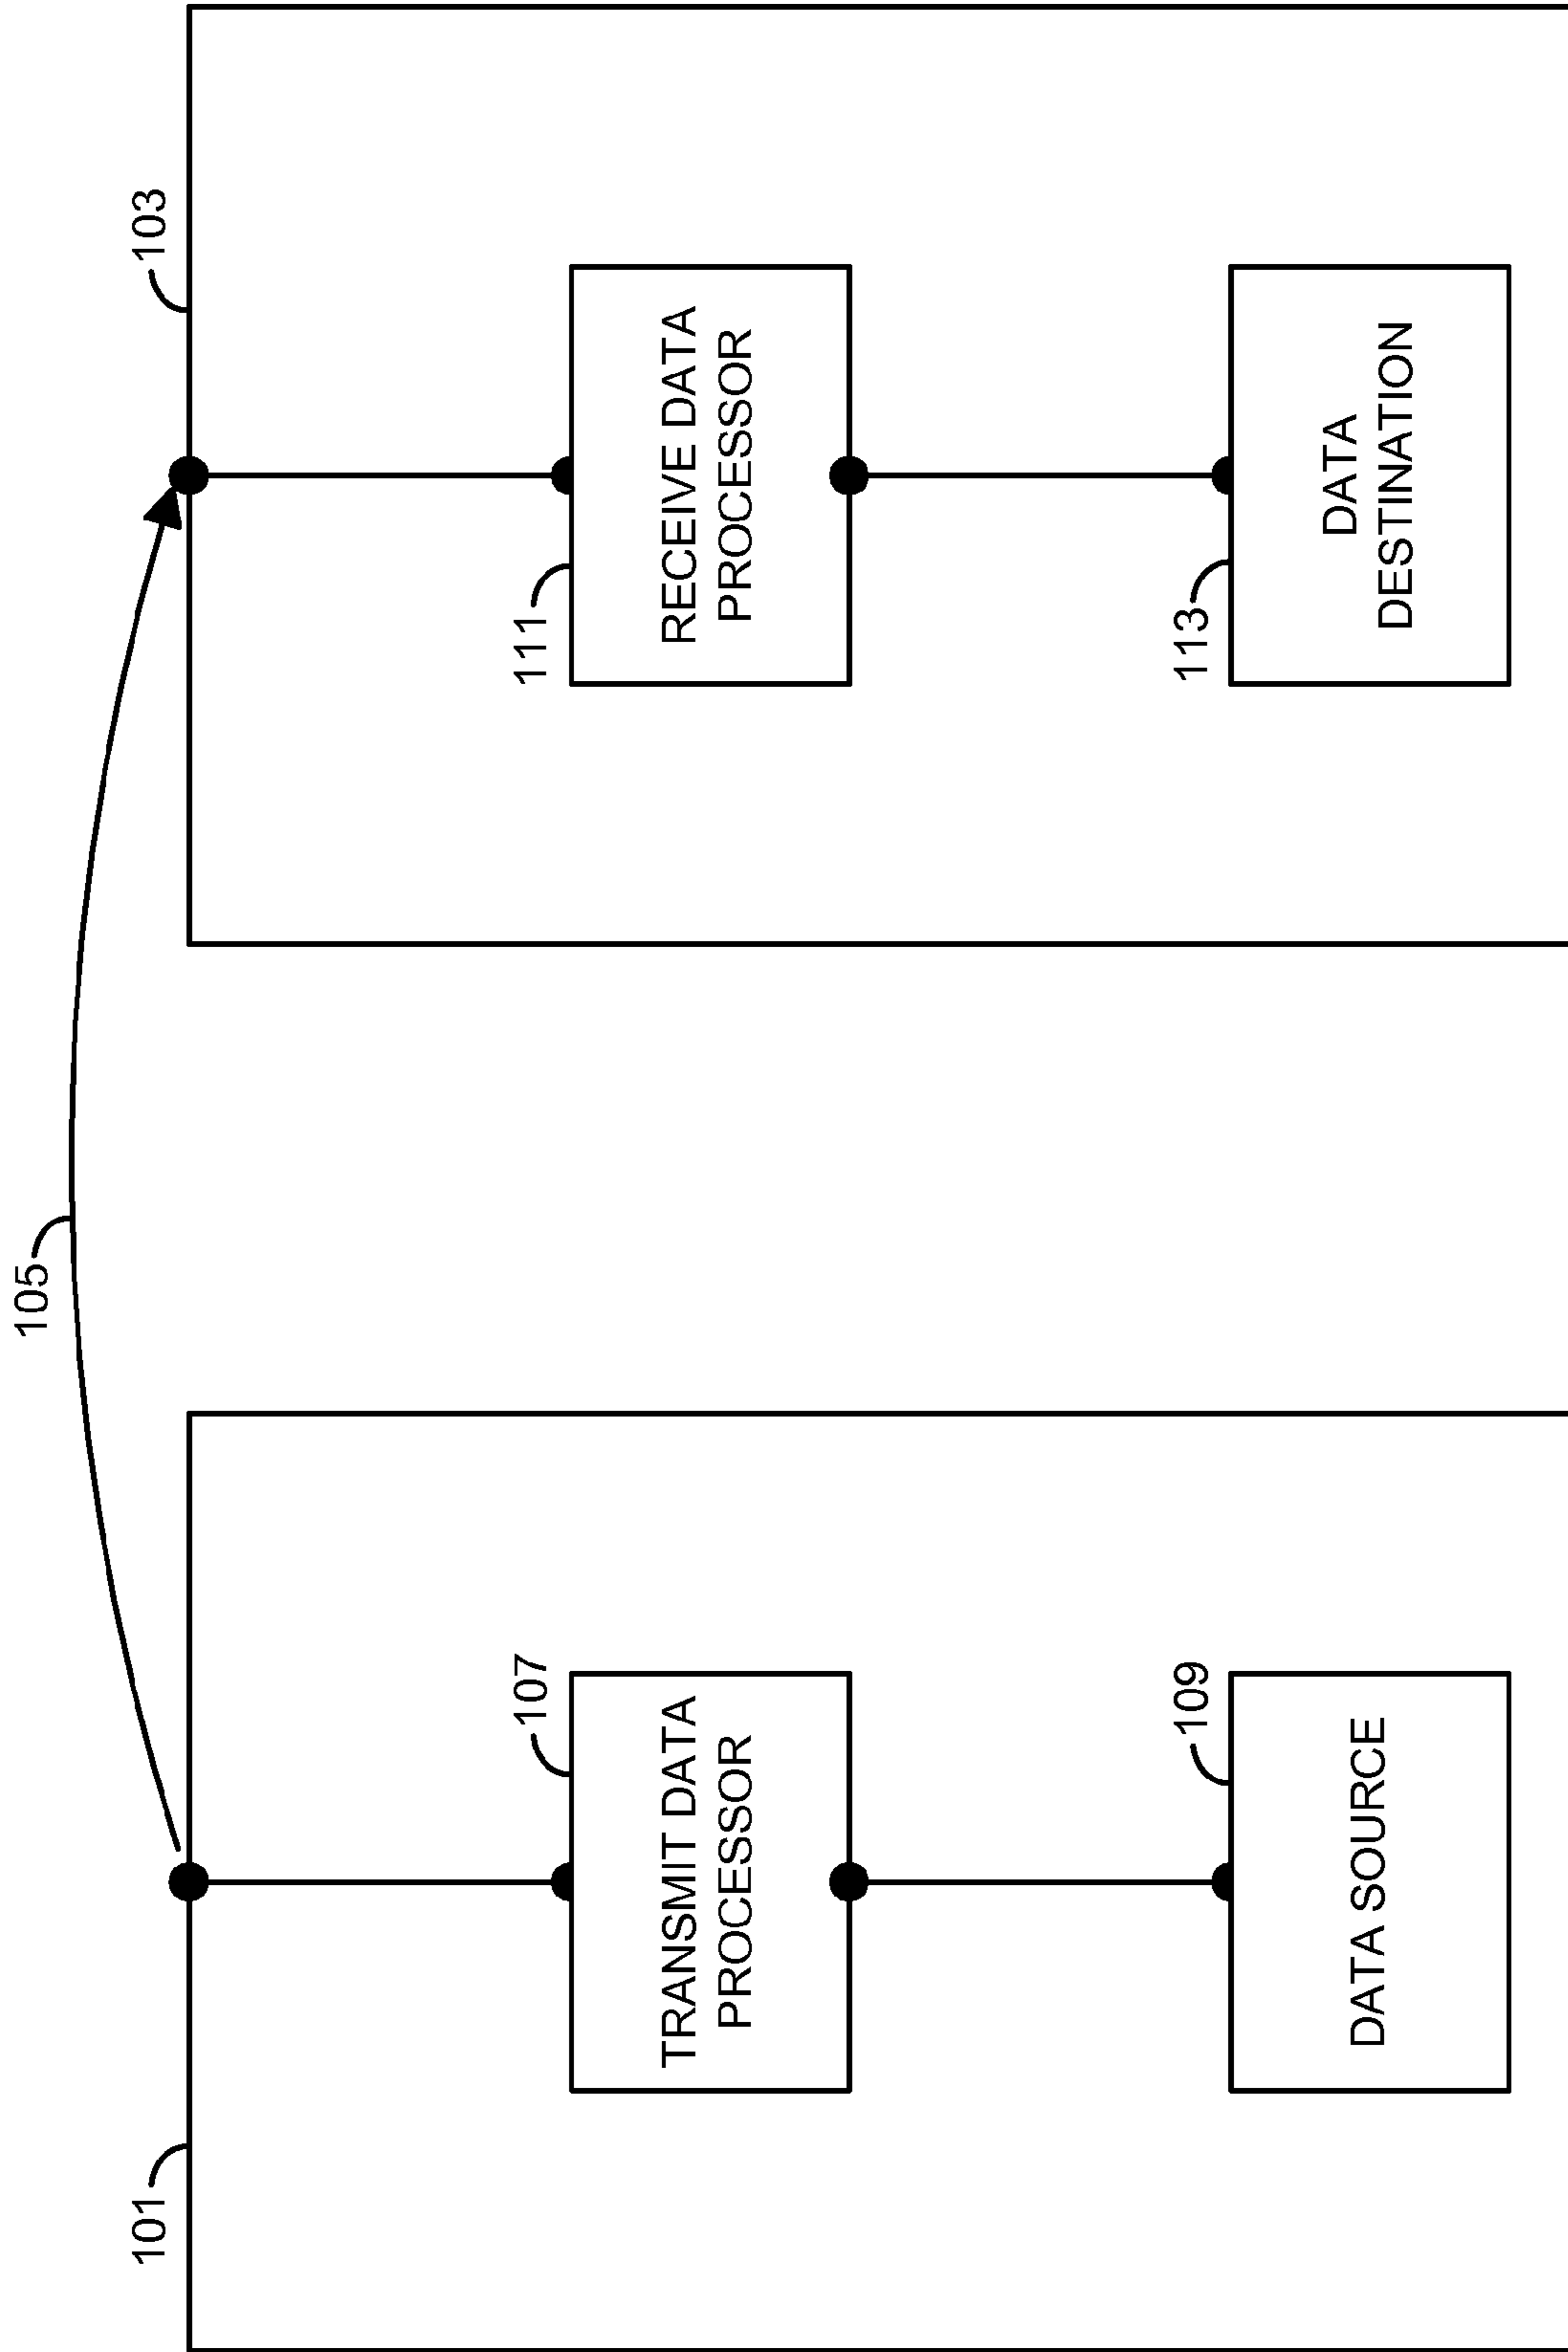 105
101
103
107
TRANSMIT DATA
PROCESSOR
111
RECEIVE DATA
PROCESSOR
109
DATA SOURCE
113
DATA
DESTINATION